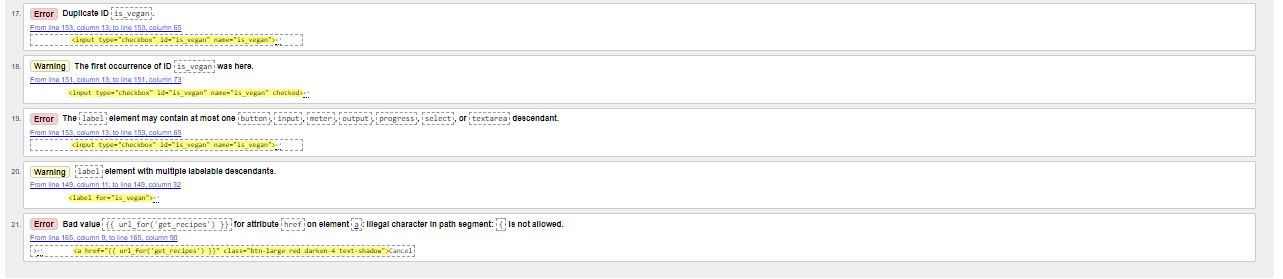 17. Error Duplicate ID is_vegan.
From line 153, column 13; to line 153, column 65
<input type="checkbox" id="is_vegan" name="is_vegan">↩
18. Warning The first occurrence of ID is_vegan was here.
From line 151, column 13; to line 151, column 73
<input type="checkbox" id="is_vegan" name="is_vegan" checked>↩
19. Error The label element may contain at most one button, input, meter, output, progress, select, or textarea descendant.
From line 153, column 13; to line 153, column 65
<input type="checkbox" id="is_vegan" name="is_vegan">↩
20. Warning label element with multiple labelable descendants.
From line 149, column 11; to line 149, column 32
<label for="is_vegan">↩
21. Error Bad value {{ url_for('get_recipes') }} for attribute href on element a: Illegal character in path segment: { is not allowed.
From line 165, column 9; to line 165, column 90
>↩ <a href="{{ url_for('get_recipes') }}" class="btn-large red darken-4 text-shadow">Cancel